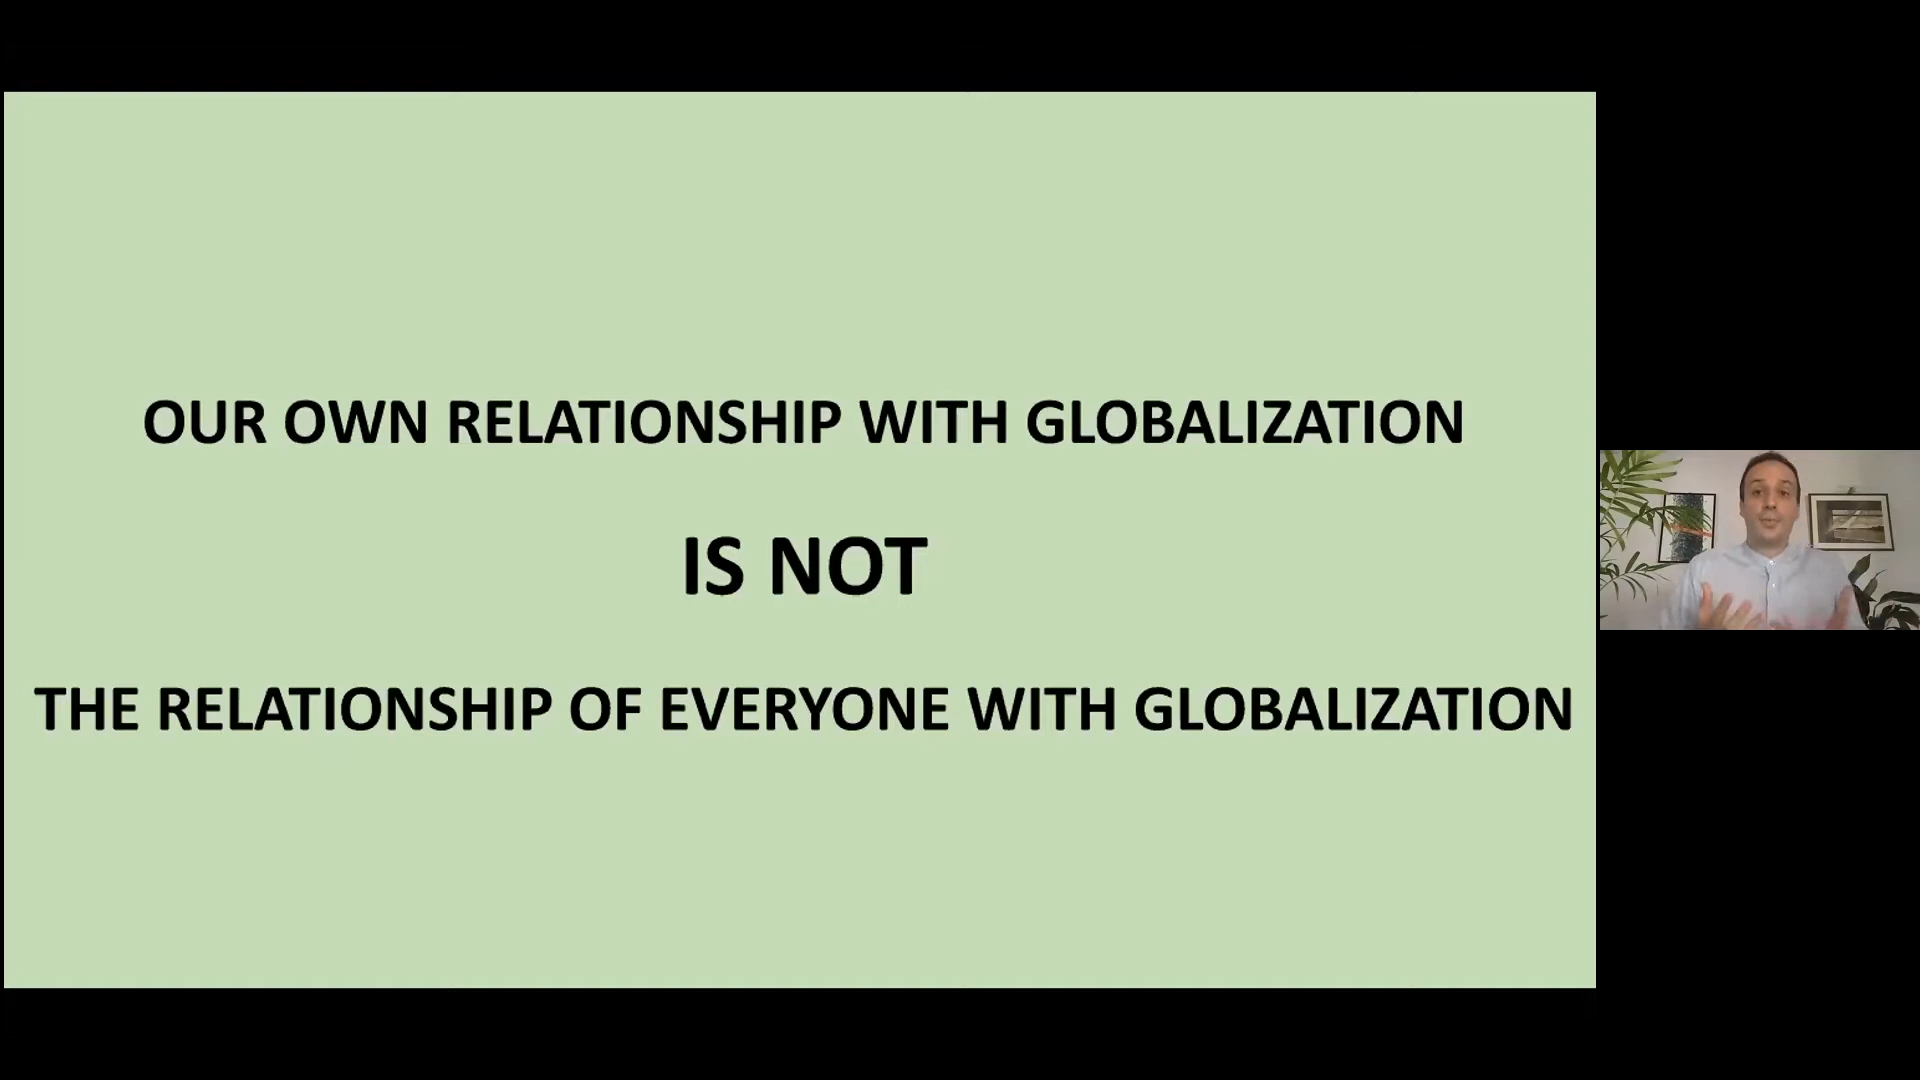 OUR OWN RELATIONSHIP WITH GLOBALIZATION
IS NOT
THE RELATIONSHIP OF EVERYONE WITH GLOBALIZATION